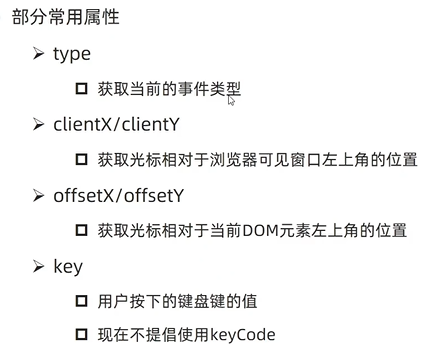 部分常用属性
type
获取当前的事件类型
clientX/clientY
获取光标相对于浏览器可见窗口左上角的位置
offsetX/offsetY
获取光标相对于当前DOM元素左上角的位置
key
用户按下的键盘键的值
现在不提倡使用keyCode